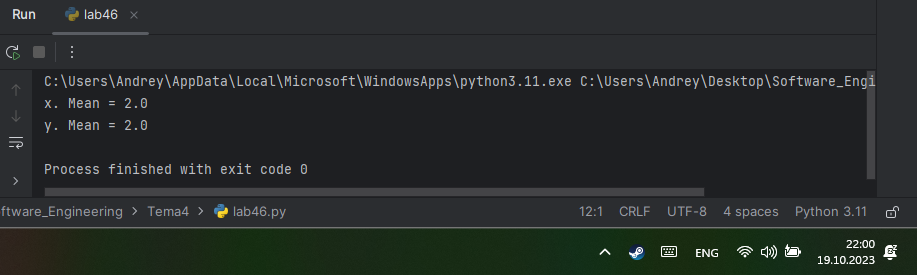 Run lab46
C:\Users\Andrey\AppData\Local\Microsoft\WindowsApps\python3.11.exe C:\Users\Andrey\Desktop\Software_Engi
x. Mean = 2.0
y. Mean = 2.0
Process finished with exit code 0
ftware_Engineering > Tema4 > lab46.py 12:1 CRLF UTF-8 4 spaces Python 3.11
ENG 22:00
19.10.2023